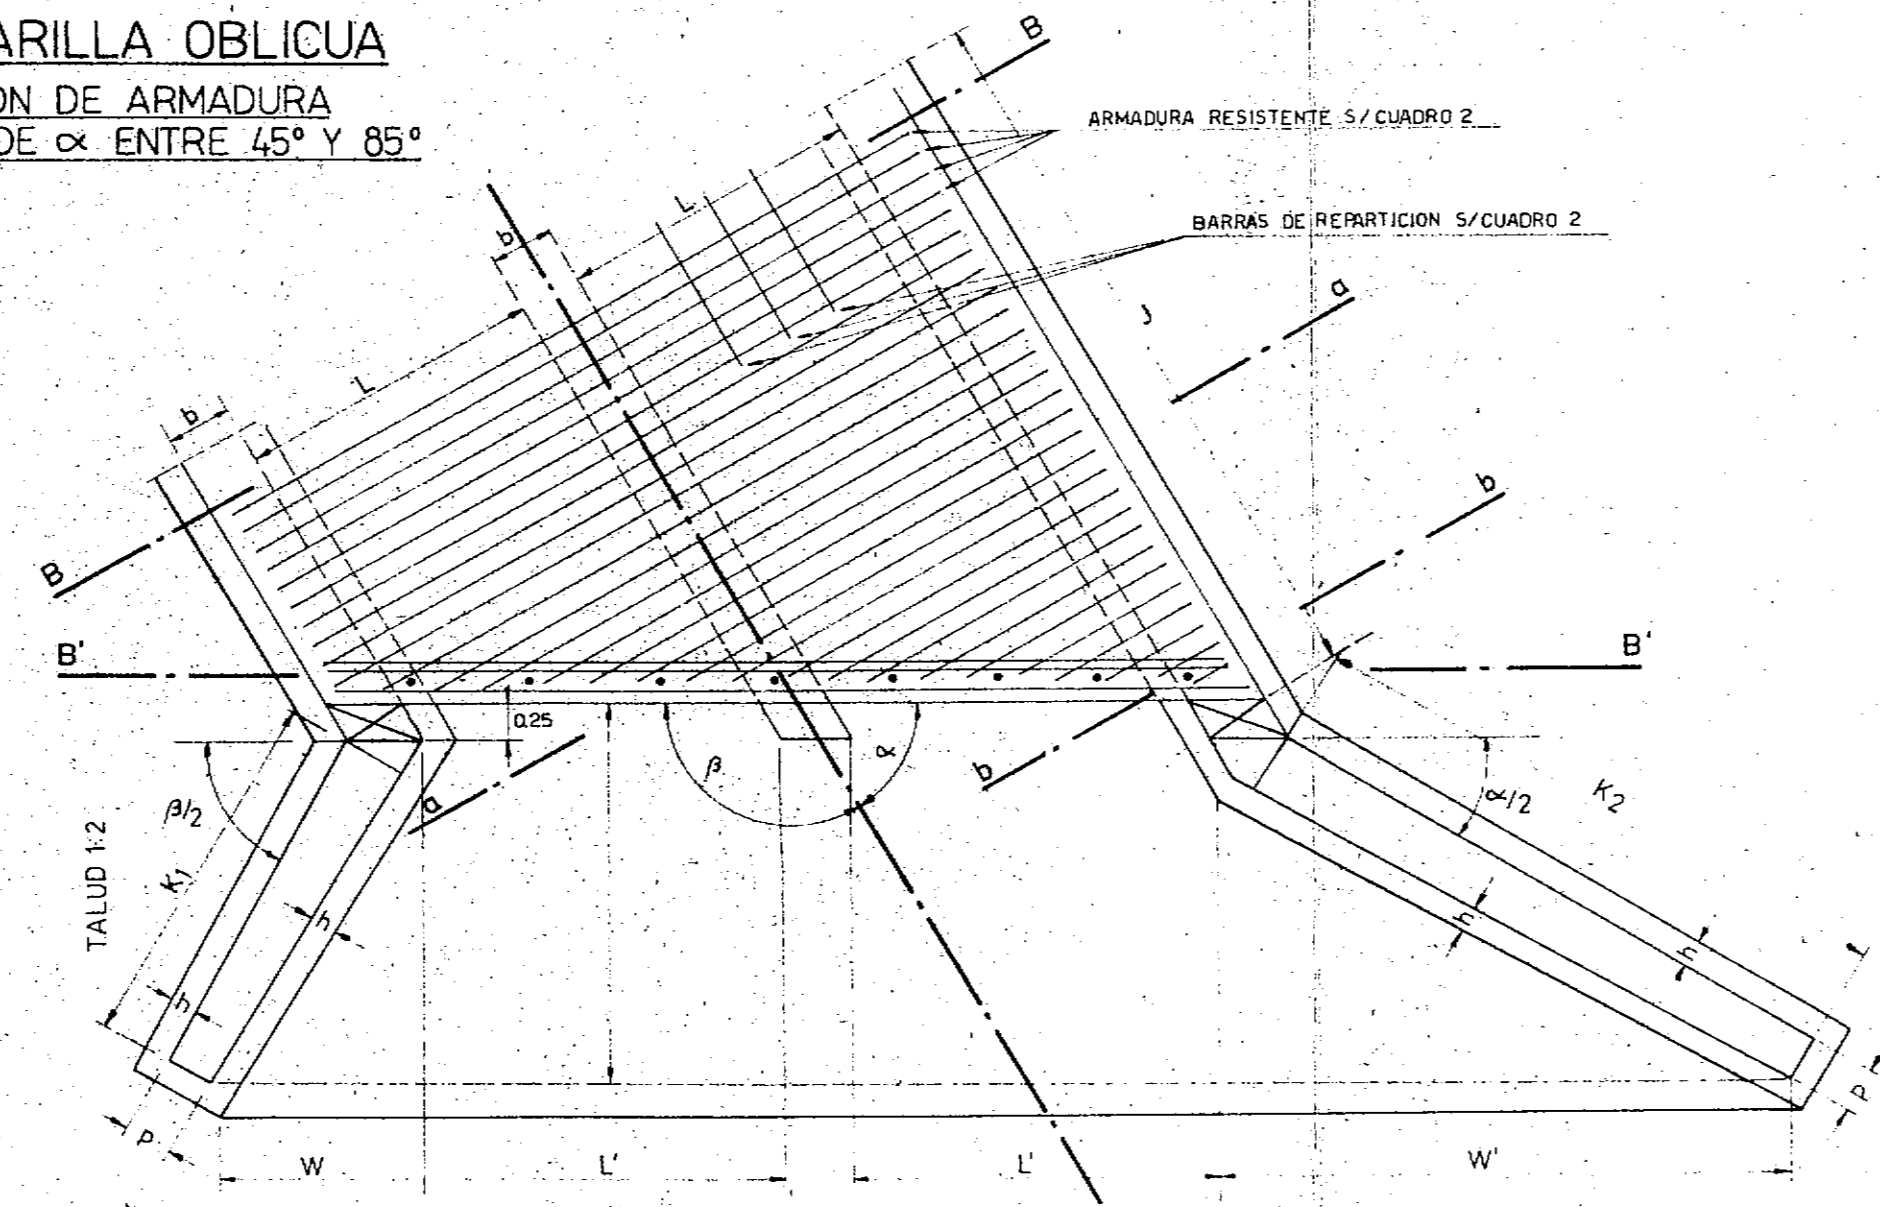 ARILLA OBLICUA
ON DE ARMADURA
DE α ENTRE 45° Y 85°
B
ARMADURA RESISTENTE S/CUADRO 2
L
BARRAS DE REPARTICION S/CUADRO 2
b
a
J
L
b
b
B
B'
B'
0.25
β
α
b
β/2
a
α/2
K2
TALUD 1:2
K1
h
h
h
h
P
P
W
L'
L'
W'